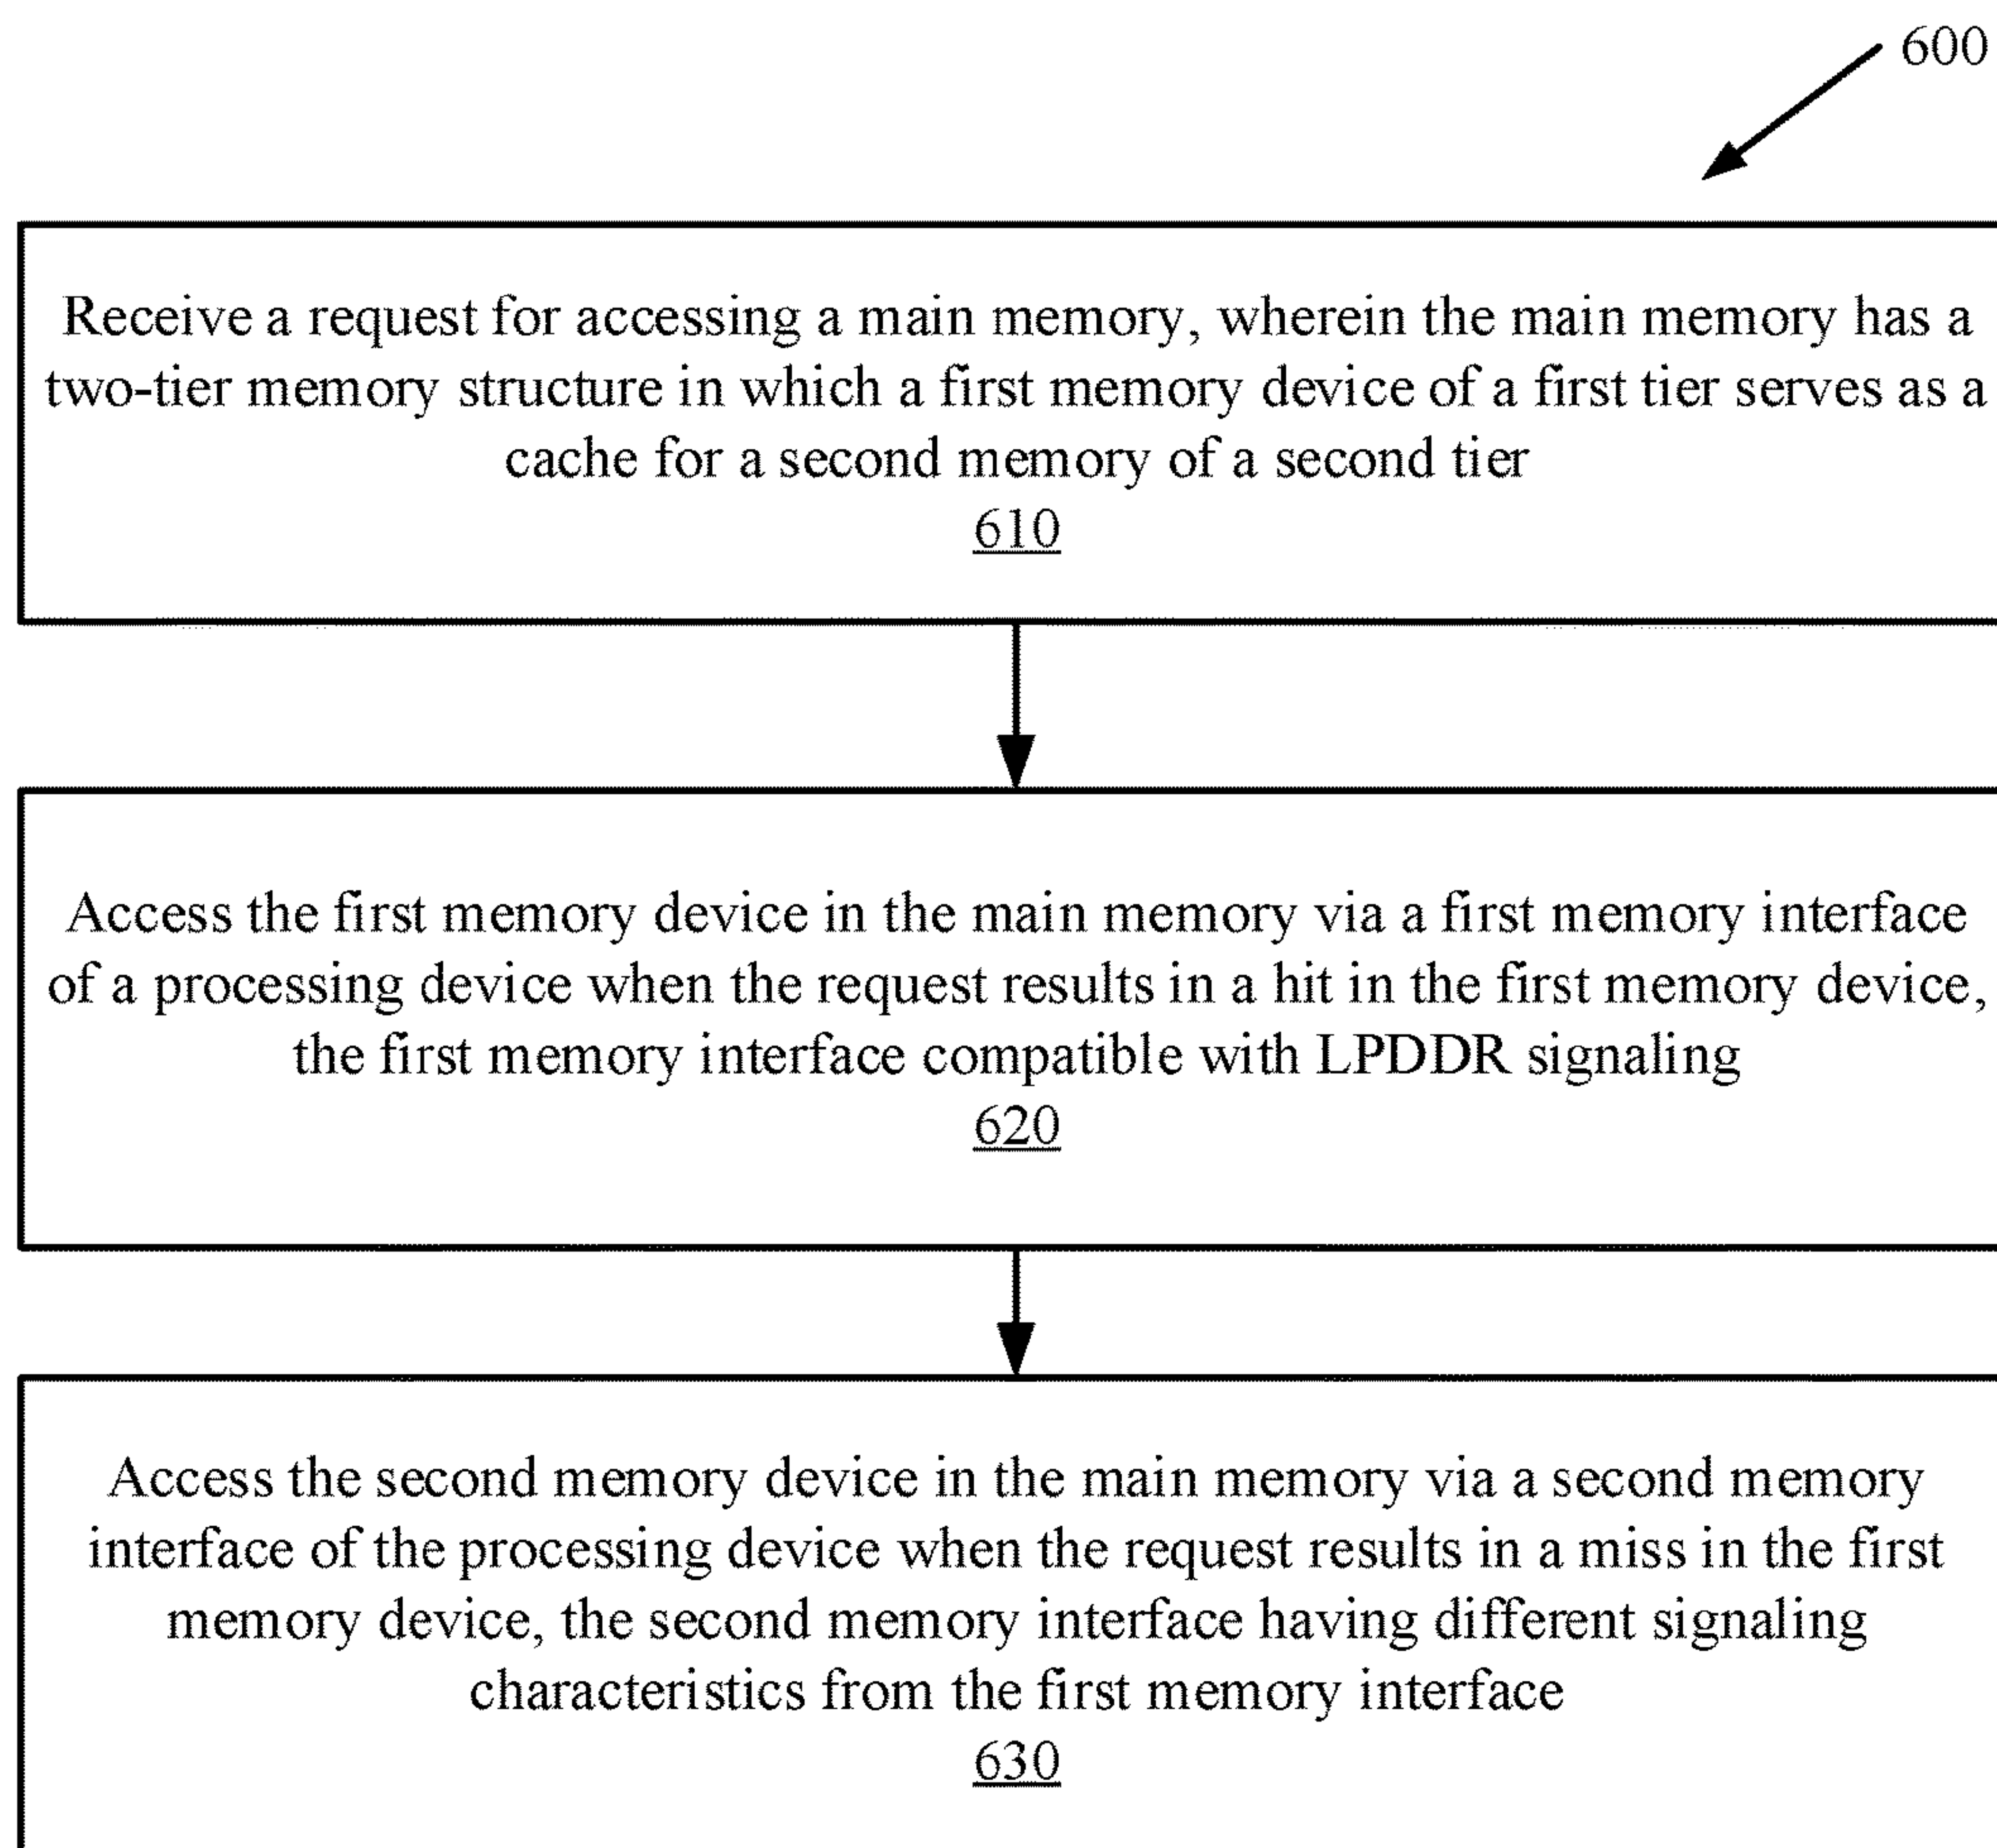 600
Receive a request for accessing a main memory, wherein the main memory has a
two-tier memory structure in which a first memory device of a first tier serves as a
cache for a second memory of a second tier
610
Access the first memory device in the main memory via a first memory interface
of a processing device when the request results in a hit in the first memory device,
the first memory interface compatible with LPDDR signaling
620
Access the second memory device in the main memory via a second memory
interface of the processing device when the request results in a miss in the first
memory device, the second memory interface having different signaling
characteristics from the first memory interface
630